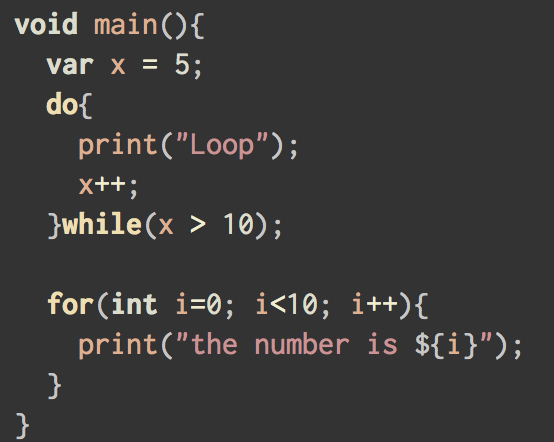 void main(){
  var x = 5;
  do{
    print("Loop");
    x++;
  }while(x > 10);

  for(int i=0; i<10; i++){
    print("the number is ${i}");
  }
}